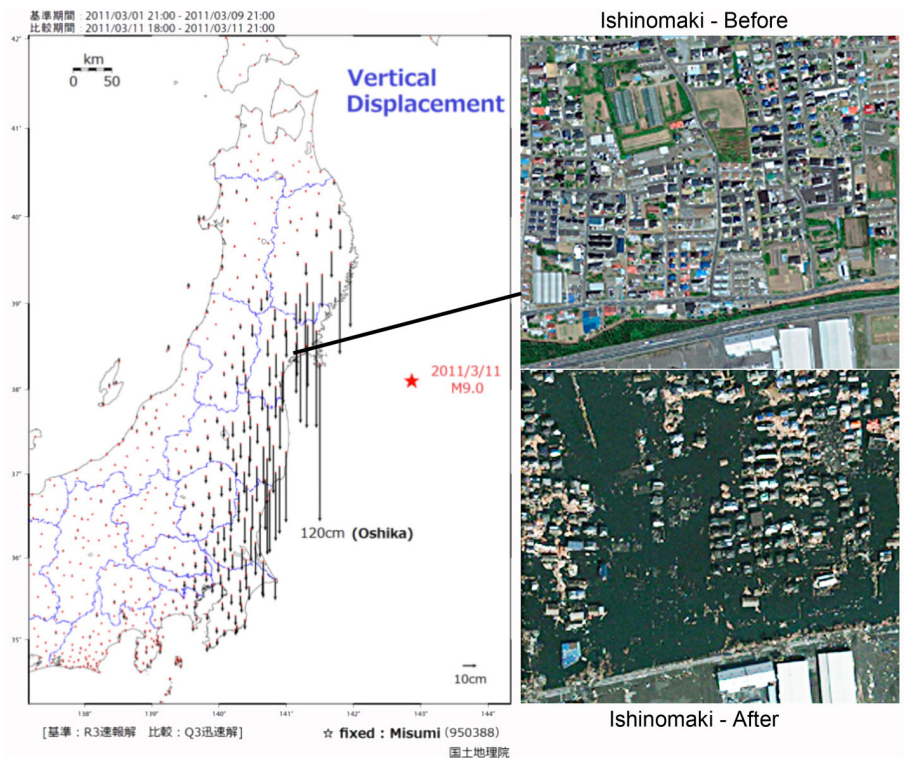 基準期間 : 2011/03/01 21:00 - 2011/03/09 21:00
比較期間 : 2011/03/11 18:00 - 2011/03/11 21:00
Ishinomaki - Before
km
0 50
Vertical
Displacement
42°
41°
40°
39°
38°
37°
36°
35°
2011/3/11
M9.0
120cm (Oshika)
10cm
138° 139° 140° 141° 142° 143° 144°
[基準：R3速報解 比較：Q3迅速解]
☆ fixed : Misumi (950388)
国土地理院
Ishinomaki - After